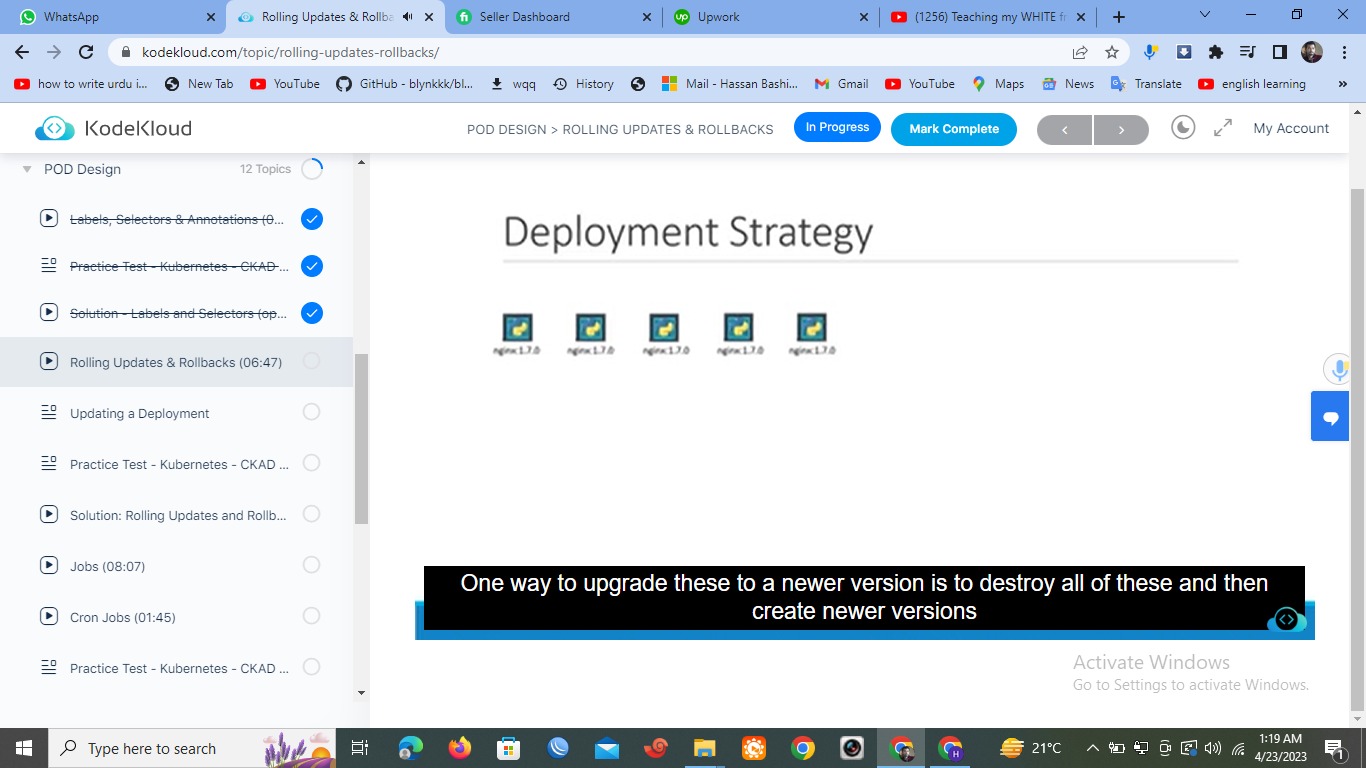 WhatsApp
Rolling Updates & Rollba
Seller Dashboard
Upwork
(1256) Teaching my WHITE fr
kodekloud.com/topic/rolling-updates-rollbacks/
how to write urdu i...
New Tab
YouTube
GitHub - blynkkk/bl...
wqq
History
Mail - Hassan Bashi...
Gmail
YouTube
Maps
News
Translate
english learning
»
KodeKloud
POD DESIGN > ROLLING UPDATES & ROLLBACKS
In Progress
Mark Complete
My Account
POD Design
12 Topics
Labels, Selectors & Annotations (0...
Practice Test - Kubernetes - CKAD ...
Solution - Labels and Selectors (op...
Rolling Updates & Rollbacks (06:47)
Updating a Deployment
Practice Test - Kubernetes - CKAD ...
Solution: Rolling Updates and Rollb...
Jobs (08:07)
Cron Jobs (01:45)
Practice Test - Kubernetes - CKAD ...
Deployment Strategy
nginx:1.7.0 nginx:1.7.0 nginx:1.7.0 nginx:1.7.0 nginx:1.7.0
One way to upgrade these to a newer version is to destroy all of these and then
create newer versions
Activate Windows
Go to Settings to activate Windows.
Type here to search
21°C
1:19 AM
4/23/2023
1